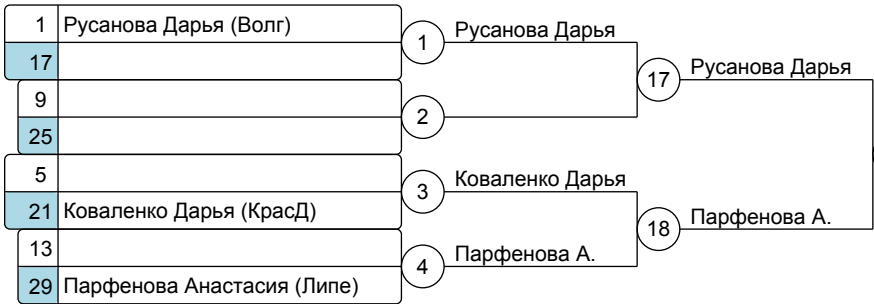 1 Русанова Дарья (Волг)
17
9
25
5
21 Коваленко Дарья (КрасД)
13
29 Парфенова Анастасия (Липе)
1 Русанова Дарья
2
3 Коваленко Дарья
4 Парфенова А.
17 Русанова Дарья
18 Парфенова А.